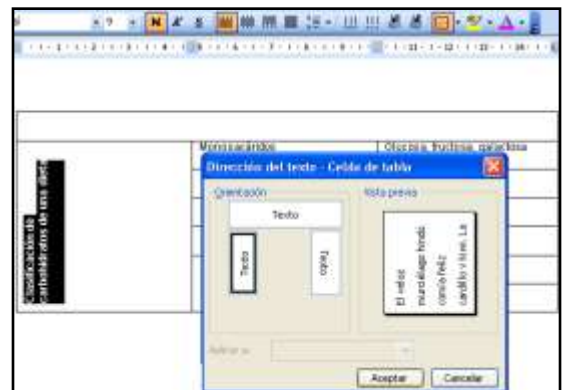 9 N K S
Monosacáridos Glucosa, fructosa, galactosa
Clasificación de
carbohidratos de una dieta
Dirección del texto - Celda de tabla
Orientación
Texto
Texto
Texto
Vista previa
El veloz
murciélago hindú
comía feliz
cardillo y kiwi. La
Aplicar a:
Aceptar Cancelar